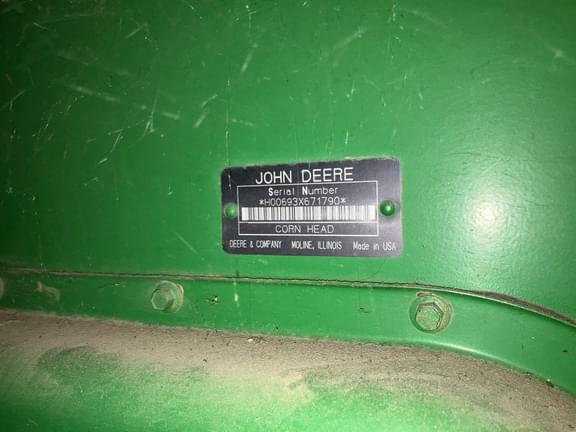 JOHN DEERE
Serial Number
*H00693X671790*
CORN HEAD
DEERE & COMPANY MOLINE, ILLINOIS Made in USA